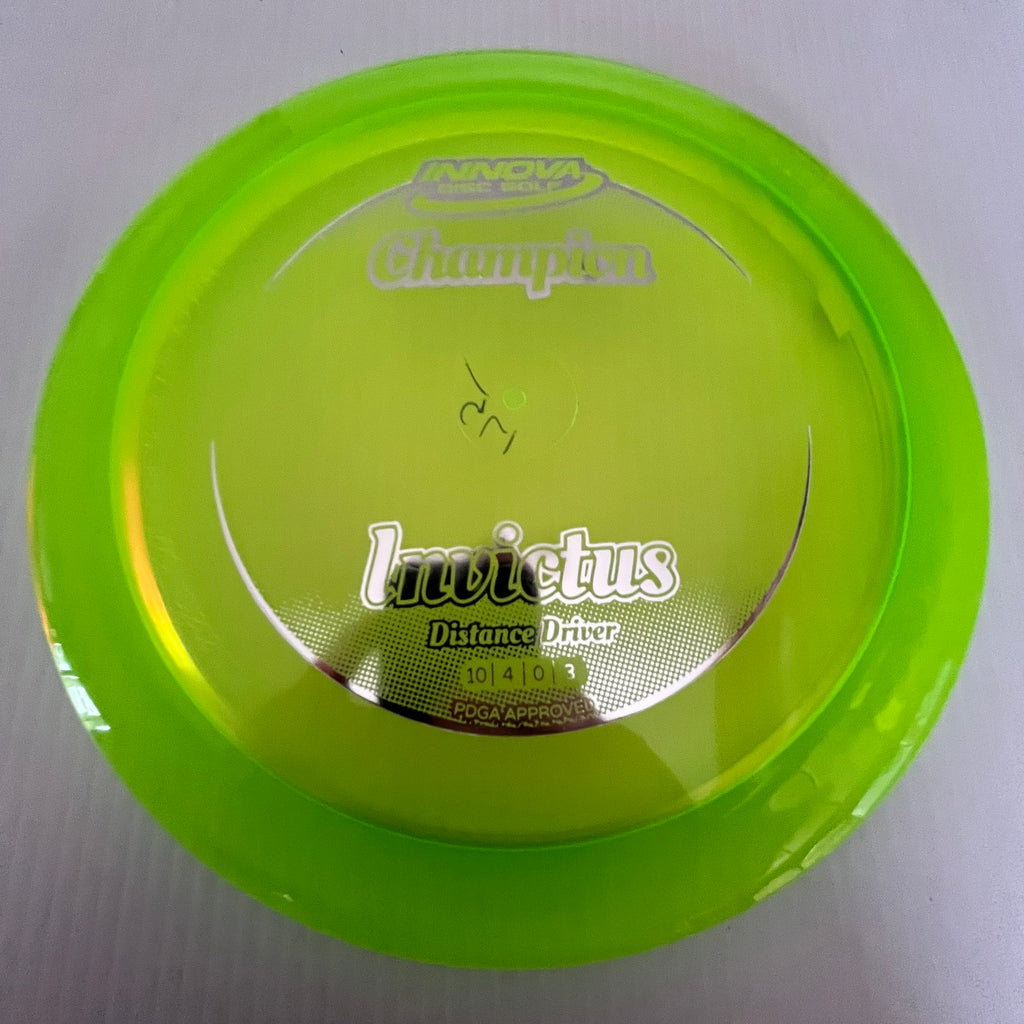 INNOVA
DISC GOLF
Champion
Invictus
Distance Driver
10 | 4 | 0 | 3
PDGA APPROVED